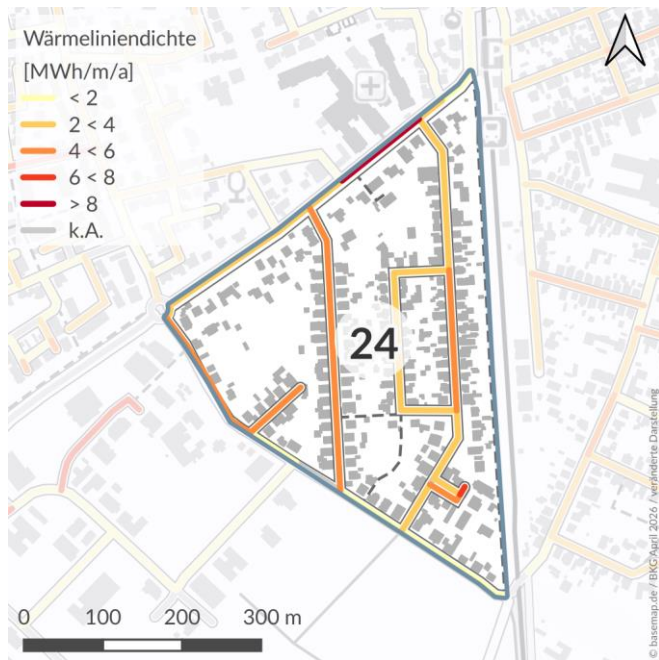 Wärmeliniendichte
[MWh/m/a]
< 2
2 < 4
4 < 6
6 < 8
> 8
k.A.
P
24
0 100 200 300 m
© basemap.de / BKG April 2026 / veränderte Darstellung